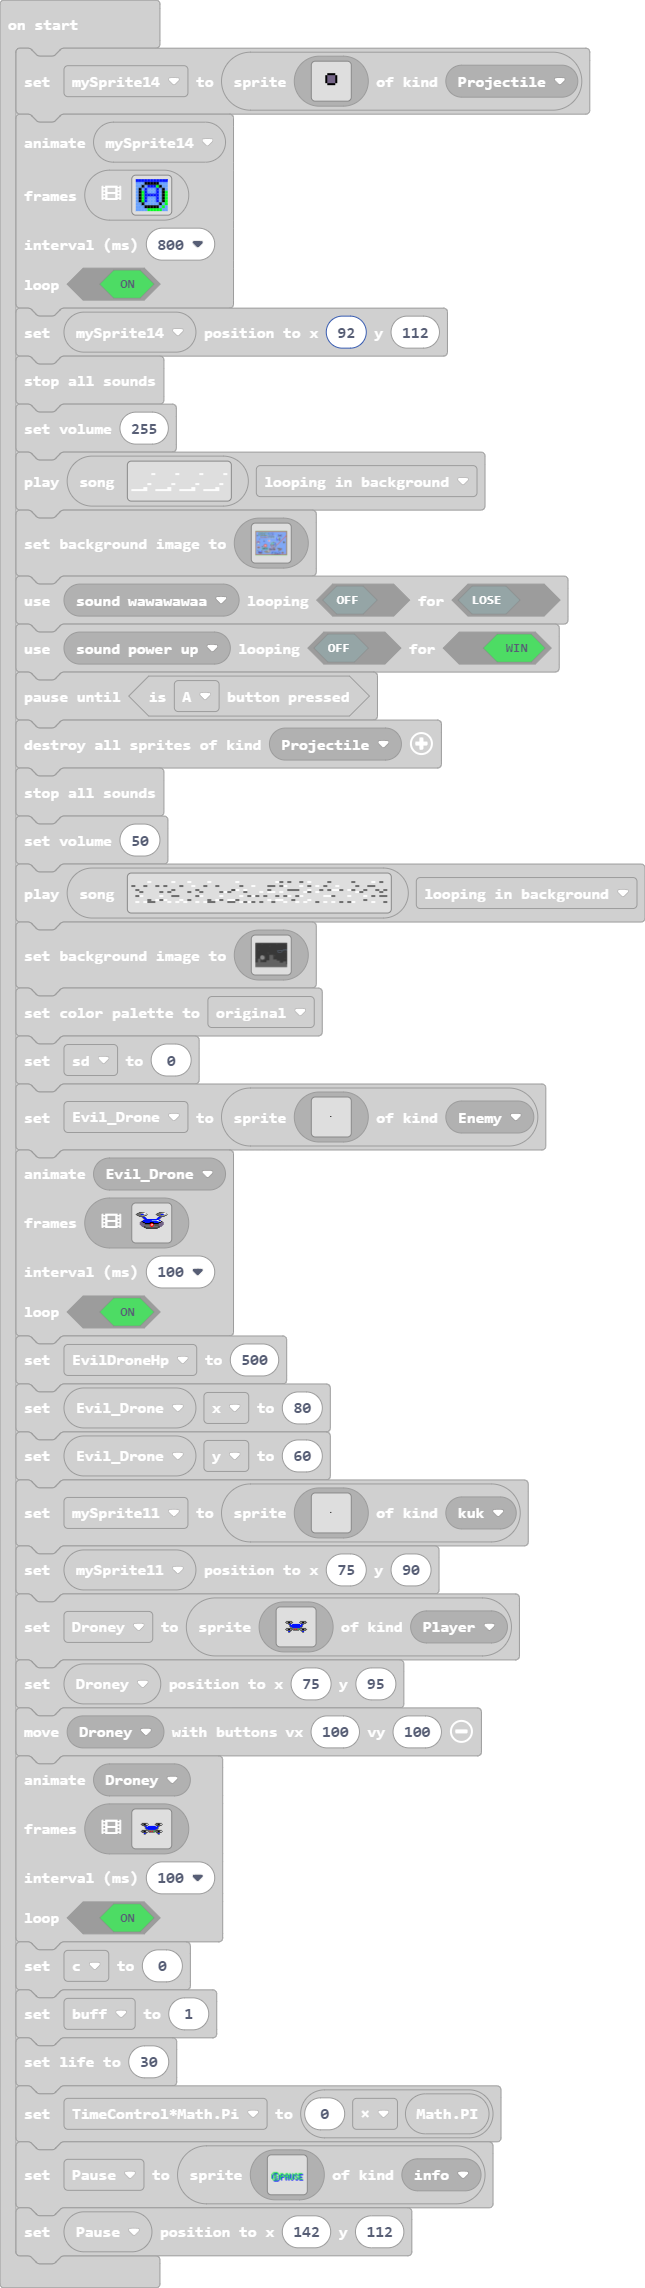 on start
set mySprite14 to sprite of kind Projectile
animate mySprite14
frames
interval (ms) 800
loop ON
set mySprite14 position to x 92 y 112
stop all sounds
set volume 255
play song looping in background
set background image to
use sound wawawawaa looping OFF for LOSE
use sound power up looping OFF for WIN
pause until is A button pressed
destroy all sprites of kind Projectile
stop all sounds
set volume 50
play song looping in background
set background image to
set color palette to original
set sd to 0
set Evil_Drone to sprite of kind Enemy
animate Evil_Drone
frames
interval (ms) 100
loop ON
set EvilDroneHp to 500
set Evil_Drone x to 80
set Evil_Drone y to 60
set mySprite11 to sprite of kind kuk
set mySprite11 position to x 75 y 90
set Droney to sprite of kind Player
set Droney position to x 75 y 95
move Droney with buttons vx 100 vy 100
animate Droney
frames
interval (ms) 100
loop ON
set c to 0
set buff to 1
set life to 30
set TimeControl*Math.Pi to 0 × Math.PI
set Pause to sprite PAUSE of kind info
set Pause position to x 142 y 112